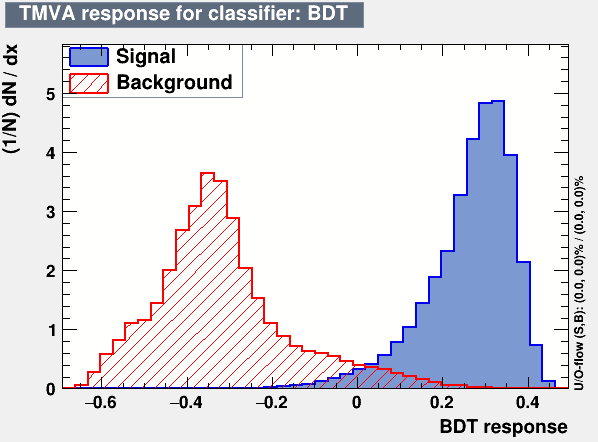 TMVA response for classifier: BDT
Signal
Background
(1/N) dN / dx
5
4
3
2
1
0
−0.6 −0.4 −0.2 0 0.2 0.4
BDT response
U/O-flow (S,B): (0.0, 0.0)% / (0.0, 0.0)%